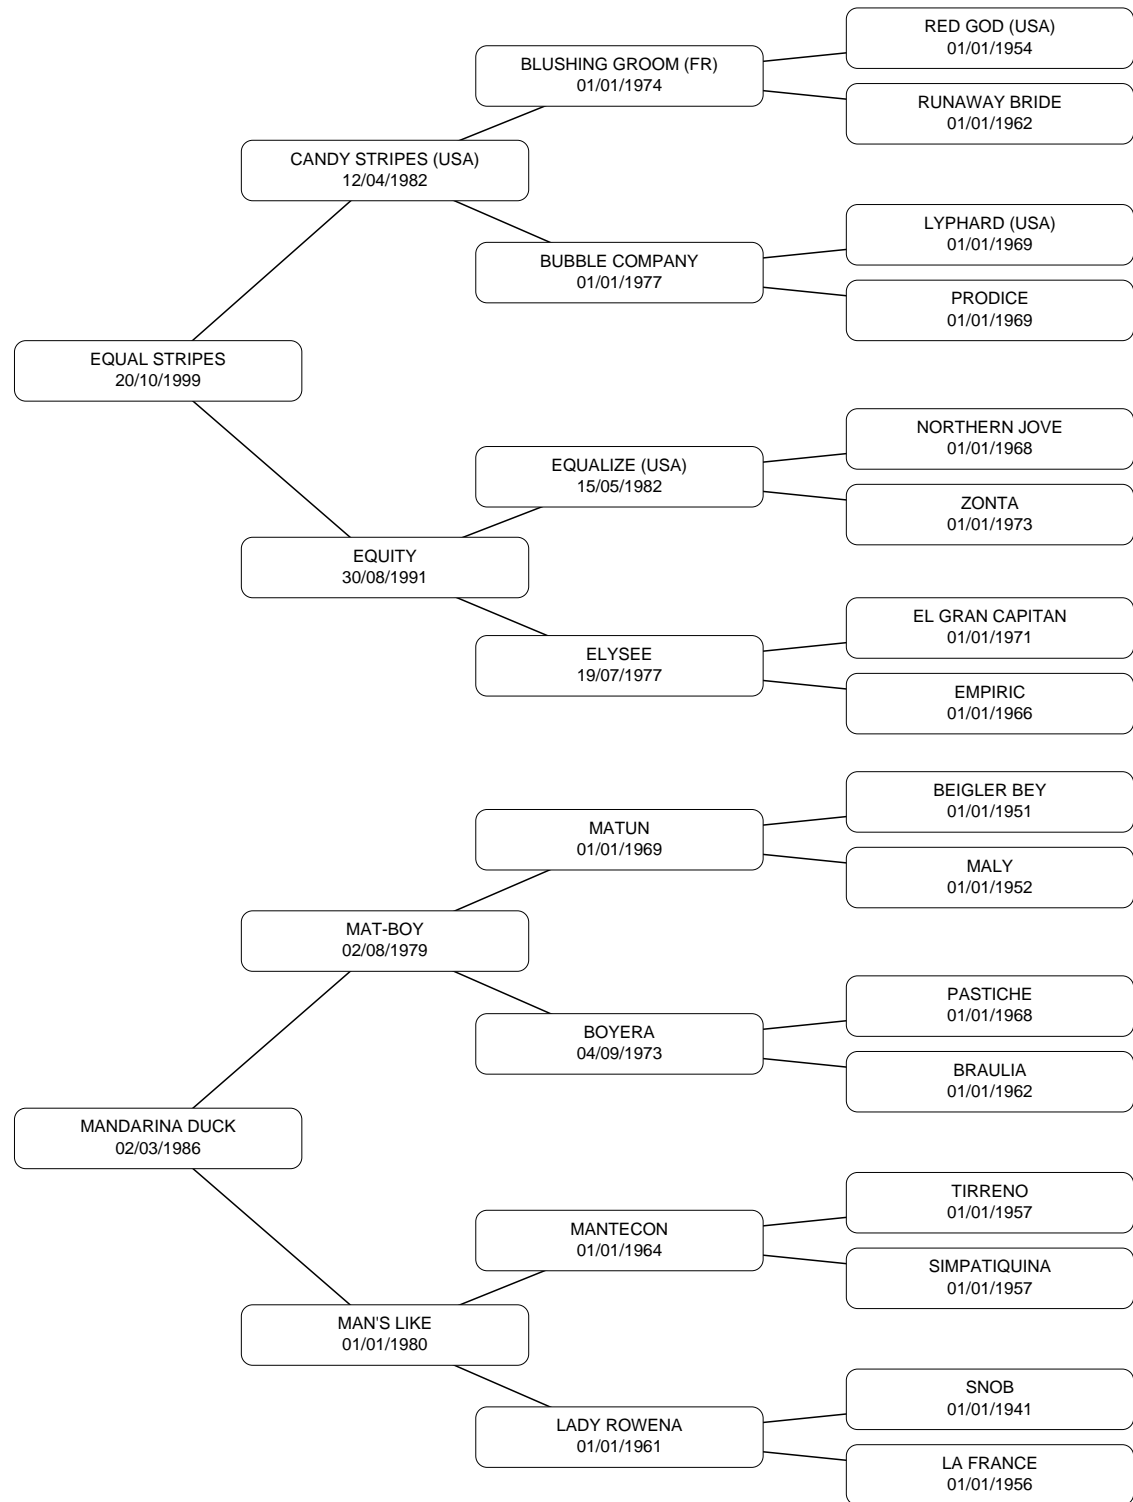 RED GOD (USA)
01/01/1954
BLUSHING GROOM (FR)
01/01/1974
RUNAWAY BRIDE
01/01/1962
CANDY STRIPES (USA)
12/04/1982
LYPHARD (USA)
01/01/1969
BUBBLE COMPANY
01/01/1977
PRODICE
01/01/1969
EQUAL STRIPES
20/10/1999
NORTHERN JOVE
01/01/1968
EQUALIZE (USA)
15/05/1982
ZONTA
01/01/1973
EQUITY
30/08/1991
EL GRAN CAPITAN
01/01/1971
ELYSEE
19/07/1977
EMPIRIC
01/01/1966
BEIGLER BEY
01/01/1951
MATUN
01/01/1969
MALY
01/01/1952
MAT-BOY
02/08/1979
PASTICHE
01/01/1968
BOYERA
04/09/1973
BRAULIA
01/01/1962
MANDARINA DUCK
02/03/1986
TIRRENO
01/01/1957
MANTECON
01/01/1964
SIMPATIQUINA
01/01/1957
MAN'S LIKE
01/01/1980
SNOB
01/01/1941
LADY ROWENA
01/01/1961
LA FRANCE
01/01/1956